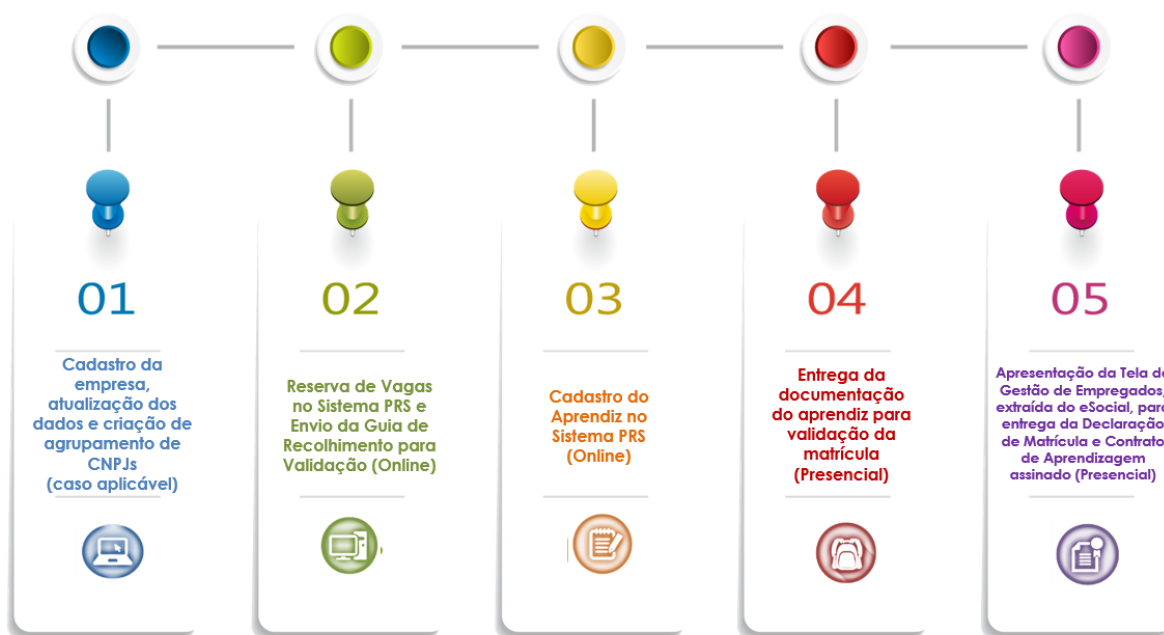 01
Cadastro da
empresa,
atualização dos
dados e criação de
agrupamento de
CNPJs
(caso aplicável)
02
Reserva de Vagas
no Sistema PRS e
Envio da Guia de
Recolhimento para
Validação (Online)
03
Cadastro do
Aprendiz no
Sistema PRS
(Online)
04
Entrega da
documentação
do aprendiz para
validação da
matrícula
(Presencial)
05
Apresentação da Tela de
Gestão de Empregados,
extraída do eSocial, para
entrega da Declaração
de Matrícula e Contrato
de Aprendizagem
assinado (Presencial)